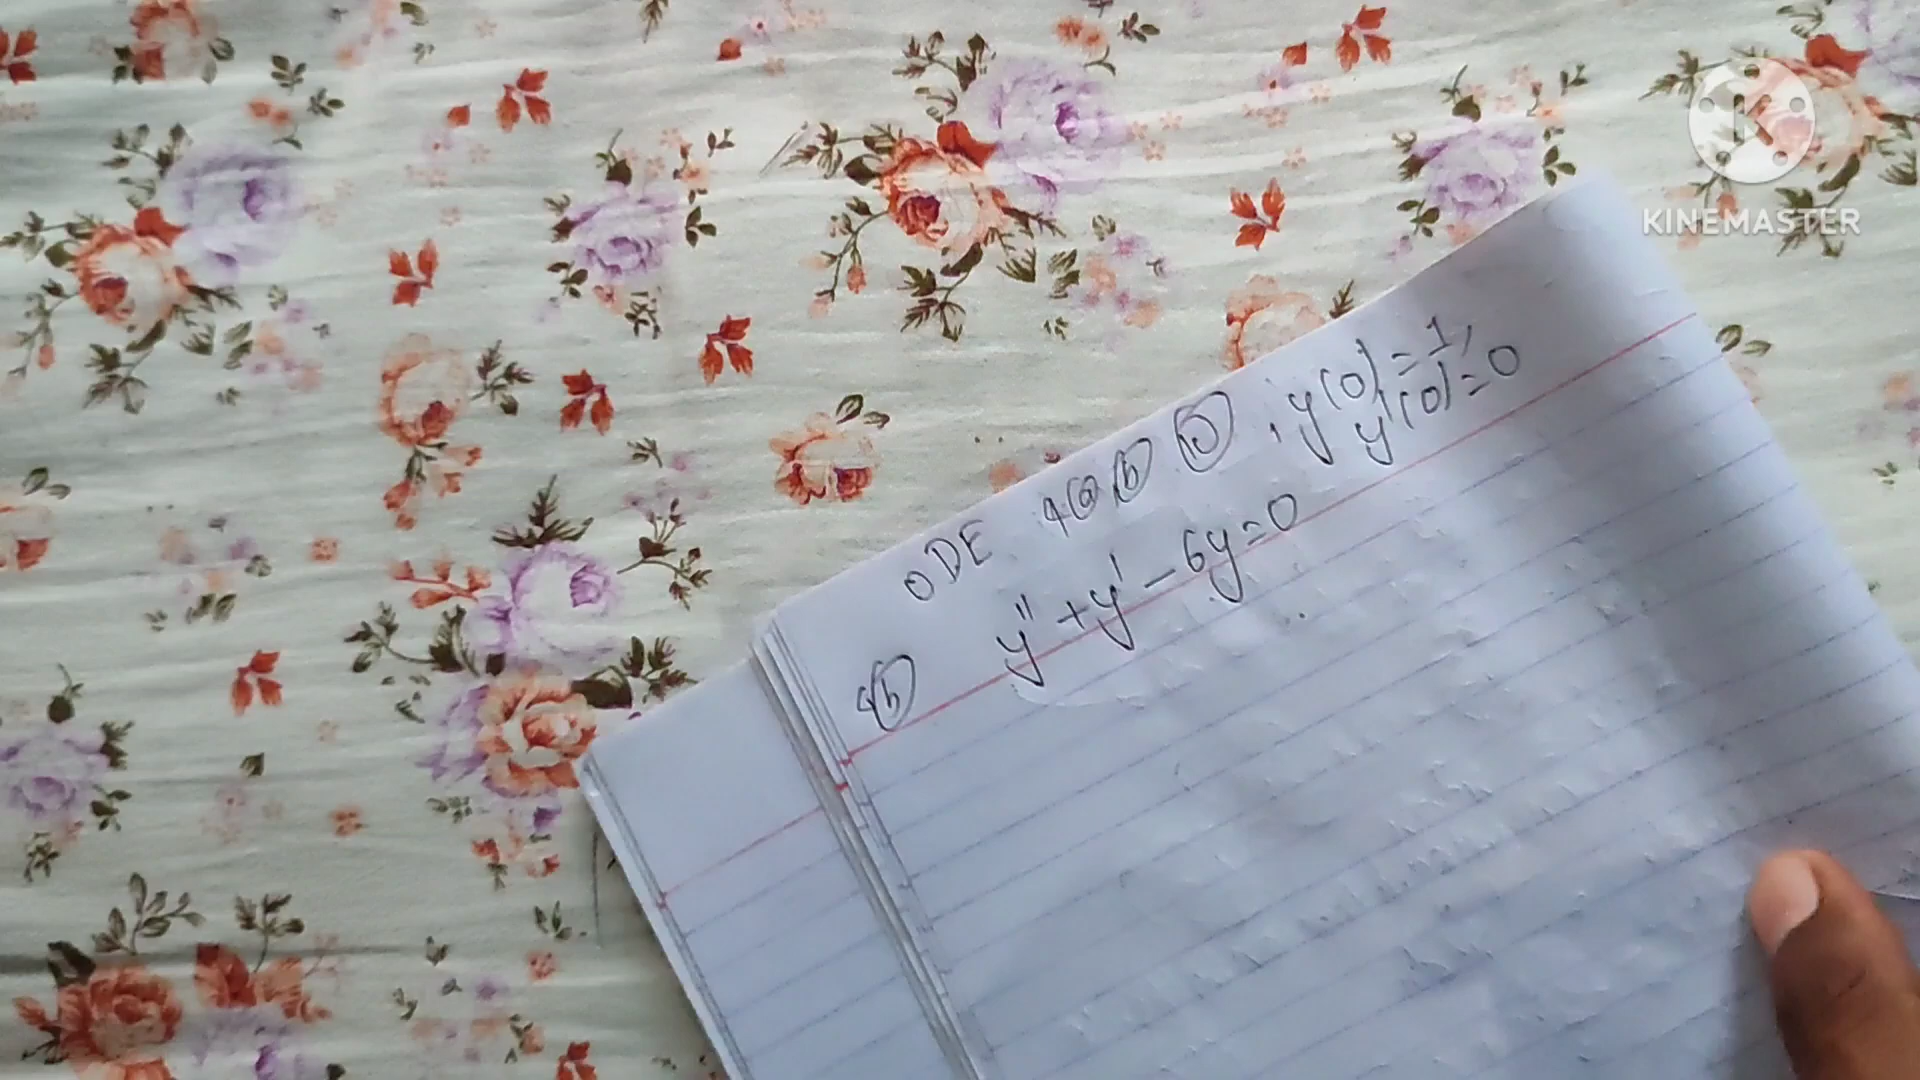 ODE 4(a)(b) (b) , y(0) = 1,
y'(0) = 0
(b) y'' + y' - 6y = 0
KINEMASTER